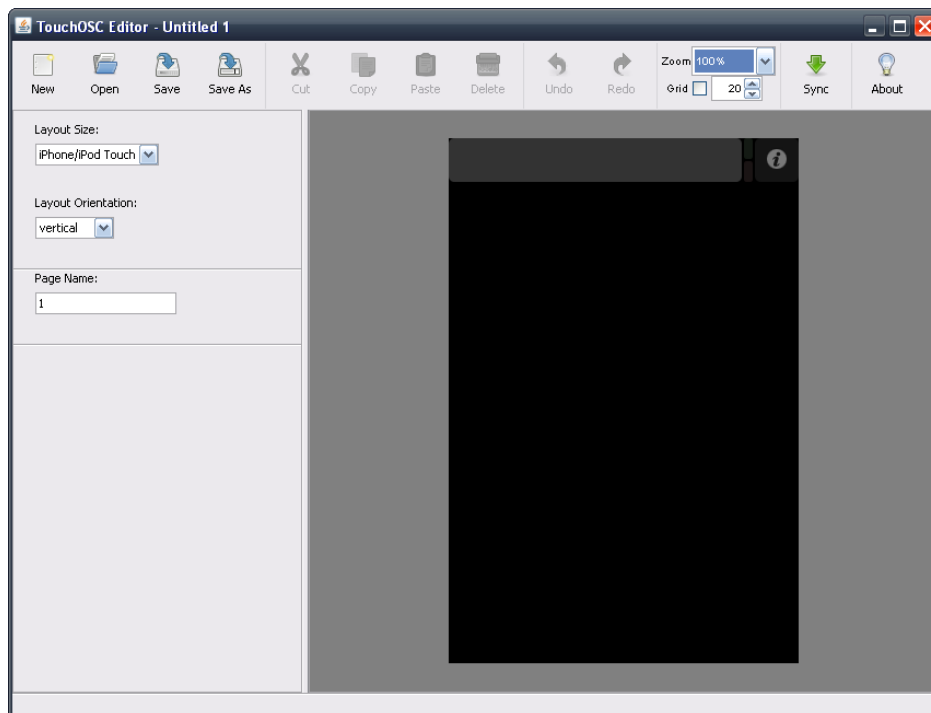 TouchOSC Editor - Untitled 1
New Open Save Save As Cut Copy Paste Delete Undo Redo Zoom 100% Sync About
Grid 20
Layout Size:
iPhone/iPod Touch
Layout Orientation:
vertical
Page Name:
1